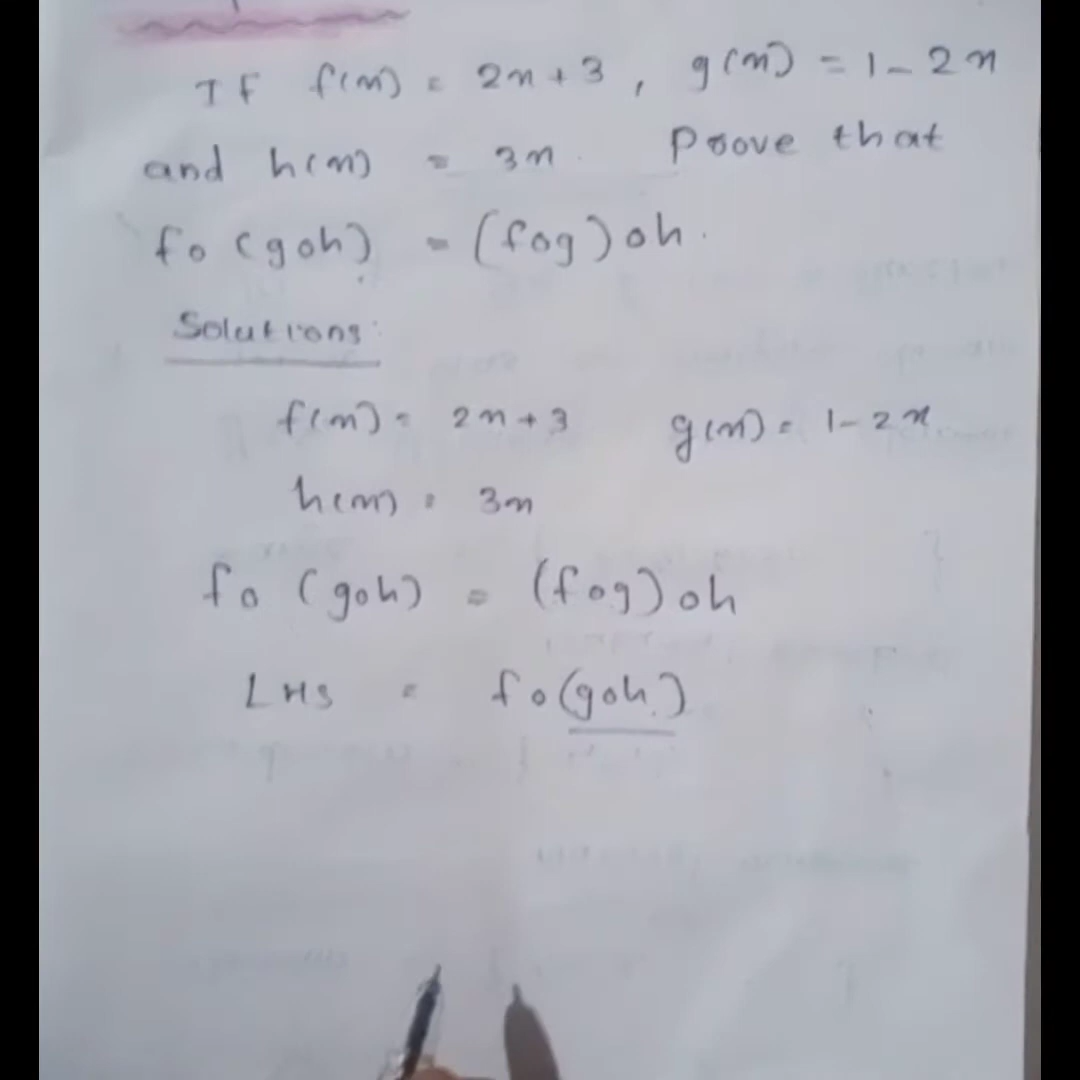 IF f(x) = 2x + 3 , g(x) = 1 - 2x
and h(x) = 3x . Proove that
fo (goh) = (fog) oh .
Solutions:
f(x) = 2x + 3 g(x) = 1 - 2x
h(x) = 3x
fo (goh) = (fog) oh
LHS = fo(goh)